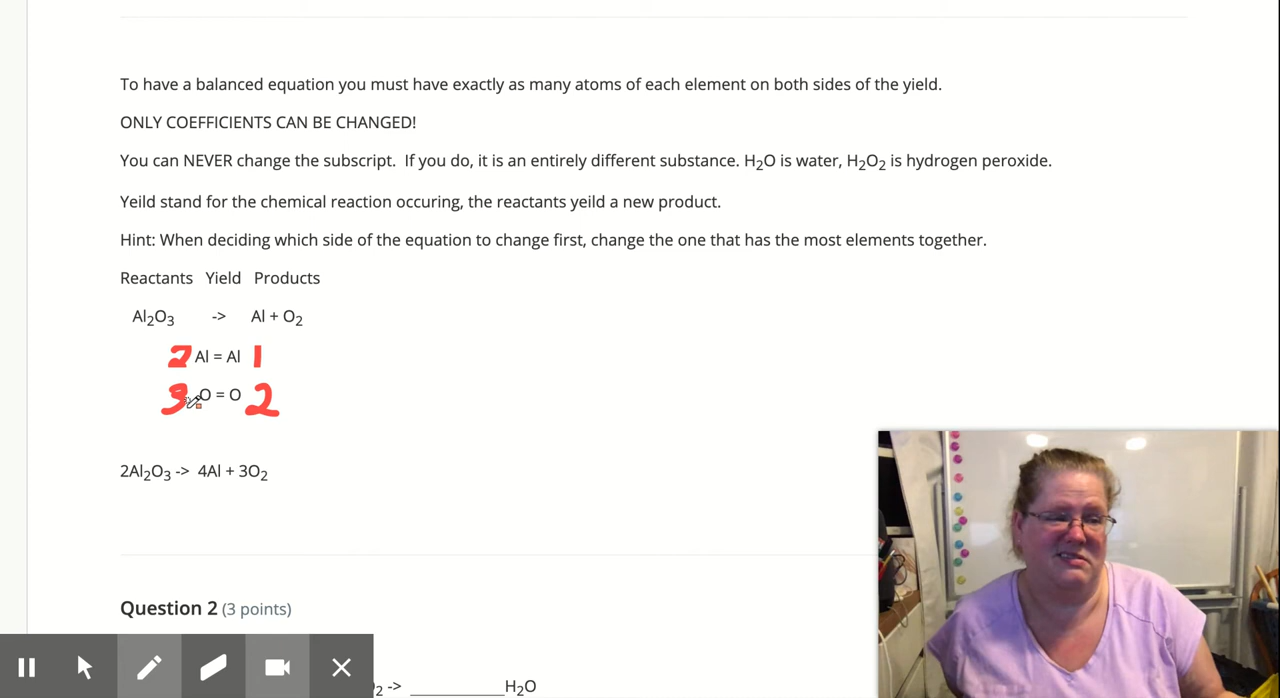 To have a balanced equation you must have exactly as many atoms of each element on both sides of the yield.
ONLY COEFFICIENTS CAN BE CHANGED!
You can NEVER change the subscript. If you do, it is an entirely different substance. H₂O is water, H₂O₂ is hydrogen peroxide.
Yeild stand for the chemical reaction occuring, the reactants yeild a new product.
Hint: When deciding which side of the equation to change first, change the one that has the most elements together.
Reactants Yield Products
Al₂O₃ -> Al + O₂
2 Al = Al 1
3 O = O 2
2Al₂O₃ -> 4Al + 3O₂
Question 2 (3 points)
₂ -> __________H₂O